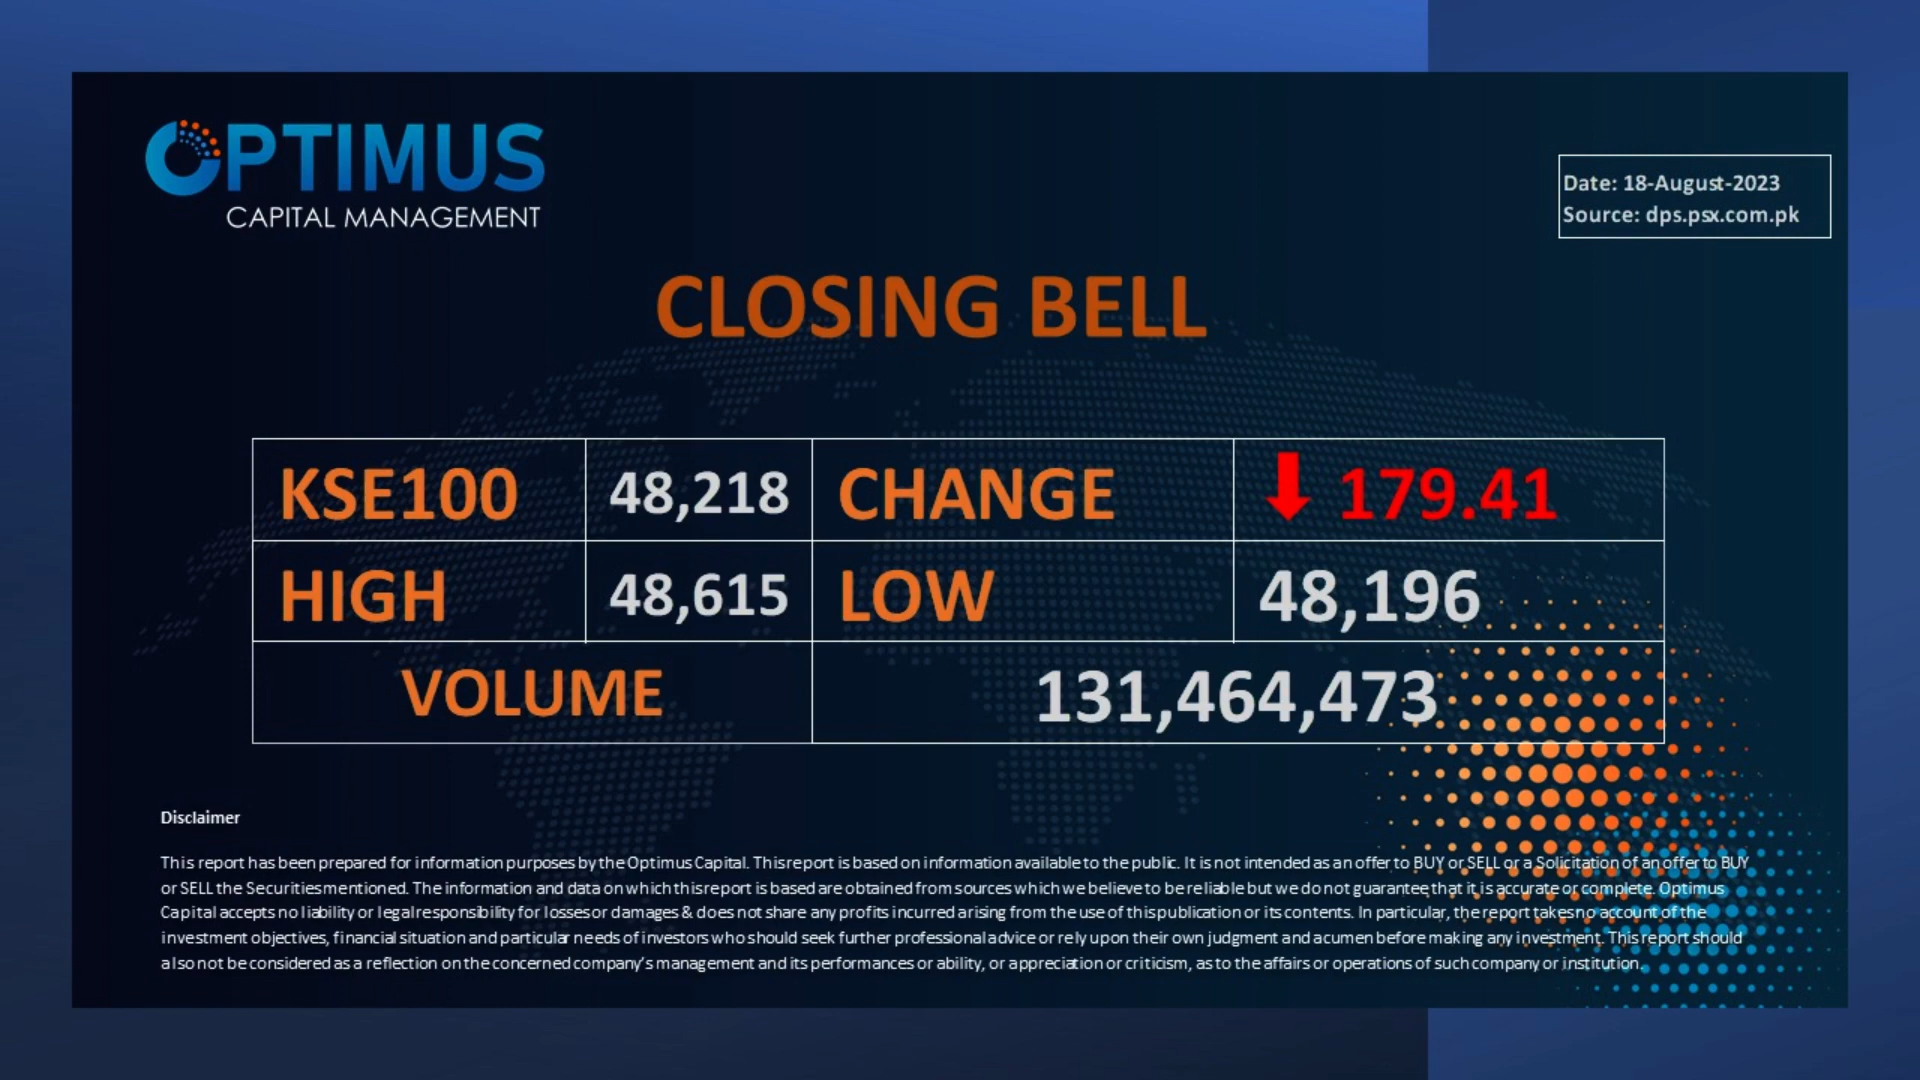 OPTIMUS
CAPITAL MANAGEMENT
Date: 18-August-2023
Source: dps.psx.com.pk
CLOSING BELL
KSE100 48,218 CHANGE 179.41
HIGH 48,615 LOW 48,196
VOLUME 131,464,473
Disclaimer
This report has been prepared for information purposes by the Optimus Capital. This report is based on information available to the public. It is not intended as an offer to BUY or SELL or a Solicitation of an offer to BUY
or SELL the Securities mentioned. The information and data on which this report is based are obtained from sources which we believe to be reliable but we do not guarantee that it is accurate or complete. Optimus
Capital accepts no liability or legal responsibility for losses or damages & does not share any profits incurred arising from the use of this publication or its contents. In particular, the report takes no account of the
investment objectives, financial situation and particular needs of investors who should seek further professional advice or rely upon their own judgment and acumen before making any investment. This report should
also not be considered as a reflection on the concerned company's management and its performances or ability, or appreciation or criticism, as to the affairs or operations of such company or institution.